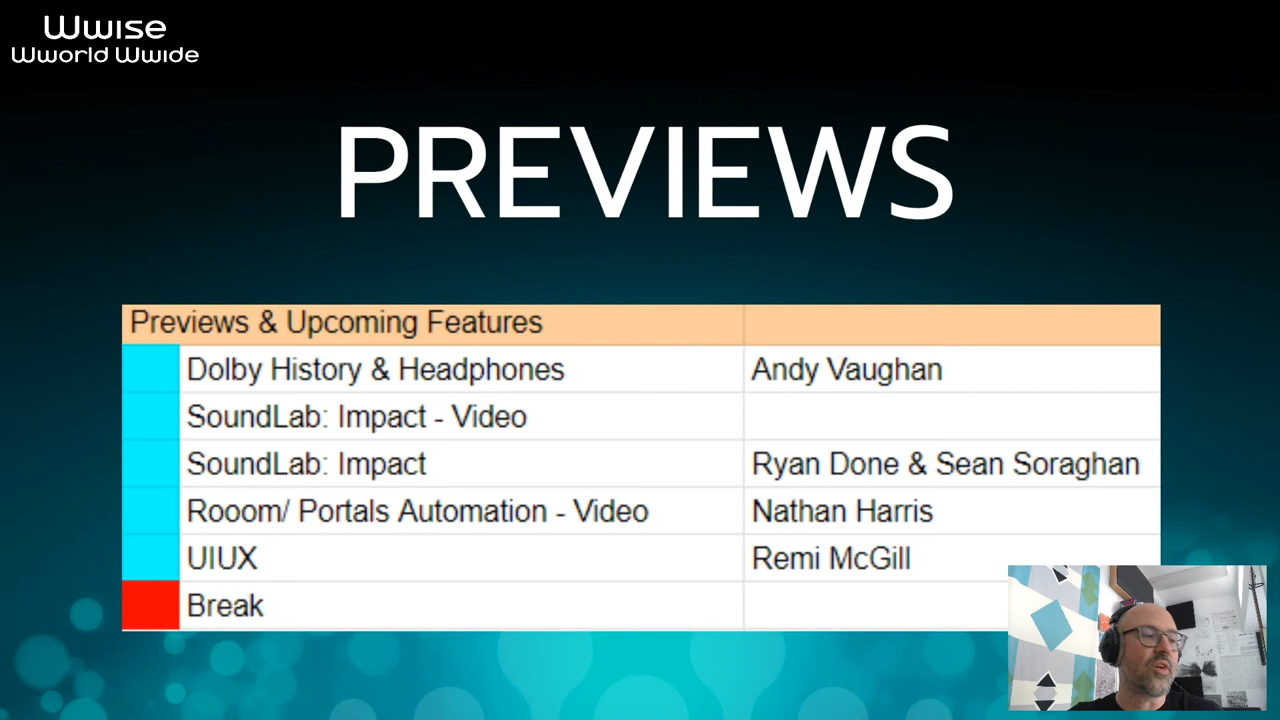 Wwise
Wworld Wwide
PREVIEWS
Previews & Upcoming Features
Dolby History & Headphones Andy Vaughan
SoundLab: Impact - Video
SoundLab: Impact Ryan Done & Sean Soraghan
Rooom/ Portals Automation - Video Nathan Harris
UIUX Remi McGill
Break